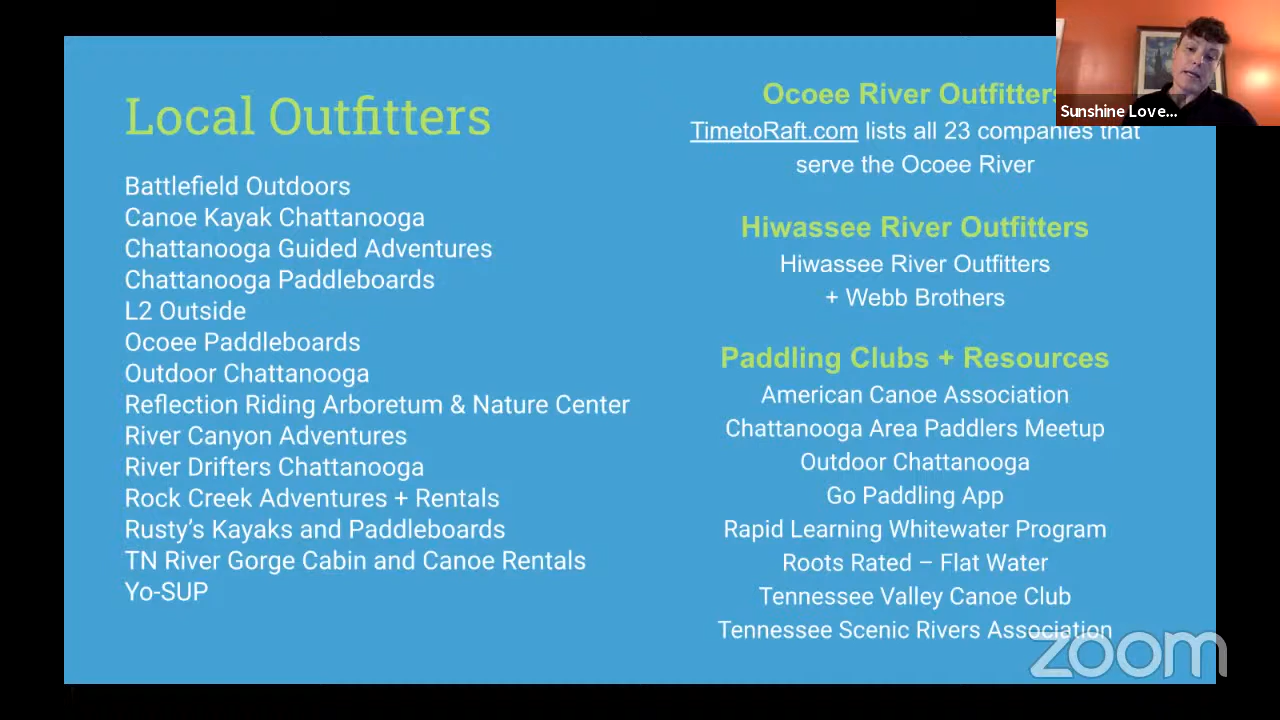 Local Outfitters
Battlefield Outdoors
Canoe Kayak Chattanooga
Chattanooga Guided Adventures
Chattanooga Paddleboards
L2 Outside
Ocoee Paddleboards
Outdoor Chattanooga
Reflection Riding Arboretum & Nature Center
River Canyon Adventures
River Drifters Chattanooga
Rock Creek Adventures + Rentals
Rusty’s Kayaks and Paddleboards
TN River Gorge Cabin and Canoe Rentals
Yo-SUP
Ocoee River Outfitters
TimetoRaft.com lists all 23 companies that
serve the Ocoee River
Hiwassee River Outfitters
Hiwassee River Outfitters
+ Webb Brothers
Paddling Clubs + Resources
American Canoe Association
Chattanooga Area Paddlers Meetup
Outdoor Chattanooga
Go Paddling App
Rapid Learning Whitewater Program
Roots Rated – Flat Water
Tennessee Valley Canoe Club
Tennessee Scenic Rivers Association
Sunshine Love...
zoom